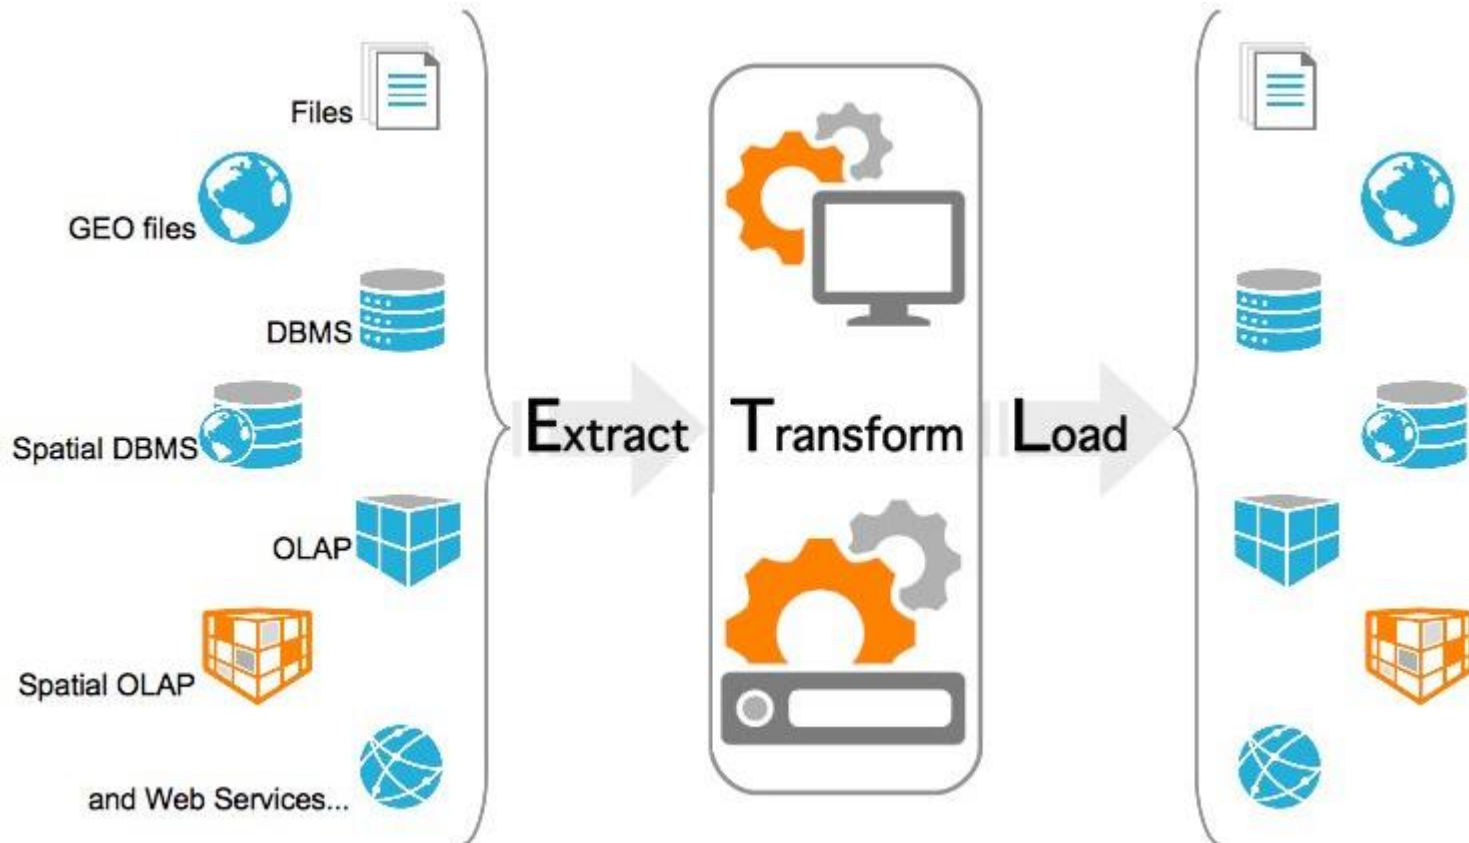 Files
GEO files
DBMS
Spatial DBMS
Extract Transform Load
OLAP
Spatial OLAP
and Web Services...